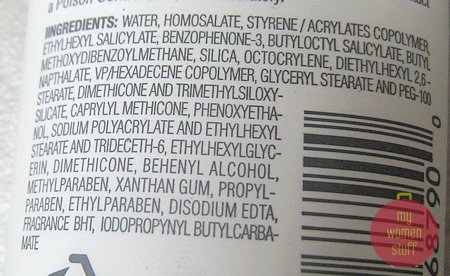 a Poison
INGREDIENTS: WATER, HOMOSALATE, STYRENE / ACRYLATES COPOLYMER,
ETHYLHEXYL SALICYLATE, BENZOPHENONE-3, BUTYLOCTYL SALICYLATE, BUTYL
METHOXYDIBENZOYLMETHANE, SILICA, OCTOCRYLENE, DIETHYLHEXYL 2,6-
NAPTHALATE, VP/HEXADECENE COPOLYMER, GLYCERYL STEARATE AND PEG-100
STEARATE, DIMETHICONE AND TRIMETHYLSILOXY-
SILICATE, CAPRYLYL METHICONE, PHENOXYETHA-
NOL, SODIUM POLYACRYLATE AND ETHYLHEXYL
STEARATE AND TRIDECETH-6, ETHYLHEXYLGLYC-
ERIN, DIMETHICONE, BEHENYL ALCOHOL,
METHYLPARABEN, XANTHAN GUM, PROPYL-
PARABEN, ETHYLPARABEN, DISODIUM EDTA,
FRAGRANCE BHT, IODOPROPYNYL BUTYLCARBA-
MATE
0
06489
my
women
stuff